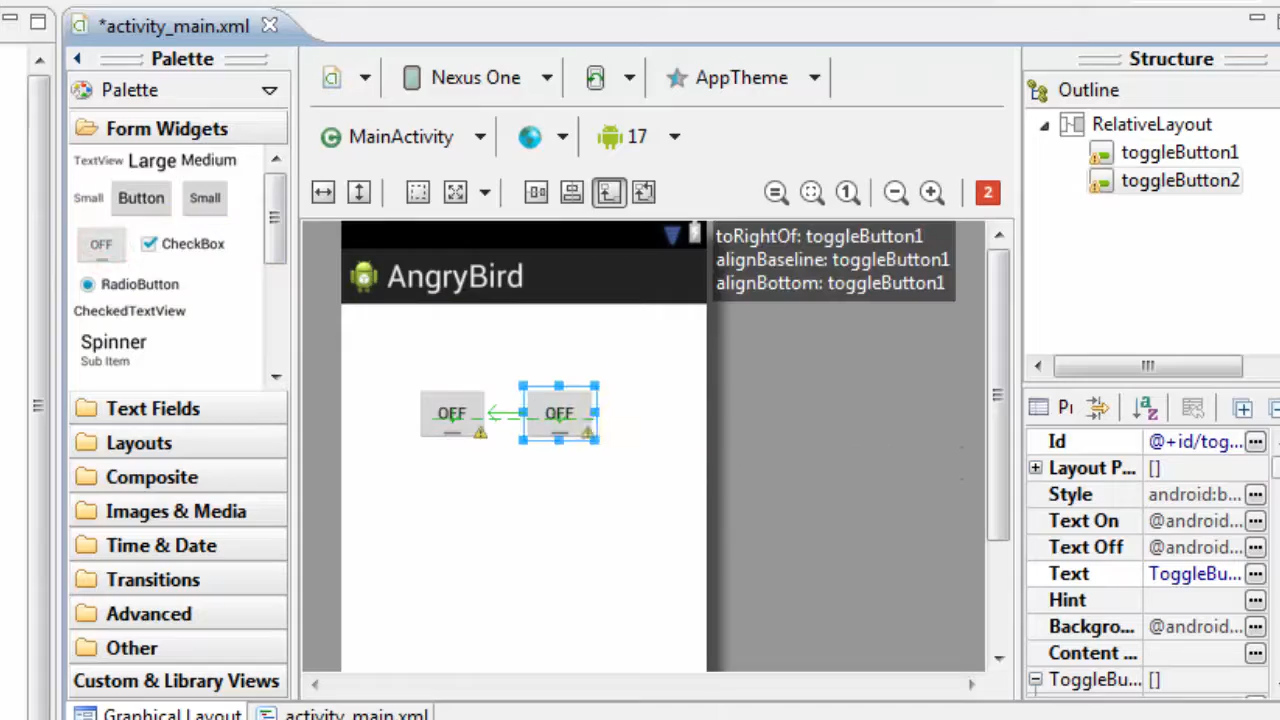 *activity_main.xml
Palette
Palette
Form Widgets
TextView Large Medium
Small Button Small
OFF CheckBox
RadioButton
CheckedTextView
Spinner
Sub Item
Text Fields
Layouts
Composite
Images & Media
Time & Date
Transitions
Advanced
Other
Custom & Library Views
Graphical Layout
activity_main.xml
Nexus One
AppTheme
MainActivity
17
1
2
AngryBird
OFF
OFF
toRightOf: toggleButton1
alignBaseline: toggleButton1
alignBottom: toggleButton1
Structure
Outline
RelativeLayout
toggleButton1
toggleButton2
Id @+id/tog...
Layout P... []
Style android:b...
Text On @android...
Text Off @android...
Text ToggleBu...
Hint
Backgro... @android...
Content ...
ToggleBu... []